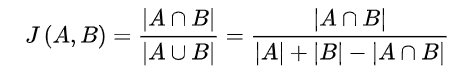 J (A, B) = |A ∩ B| / |A ∪ B| = |A ∩ B| / (|A| + |B| − |A ∩ B|)